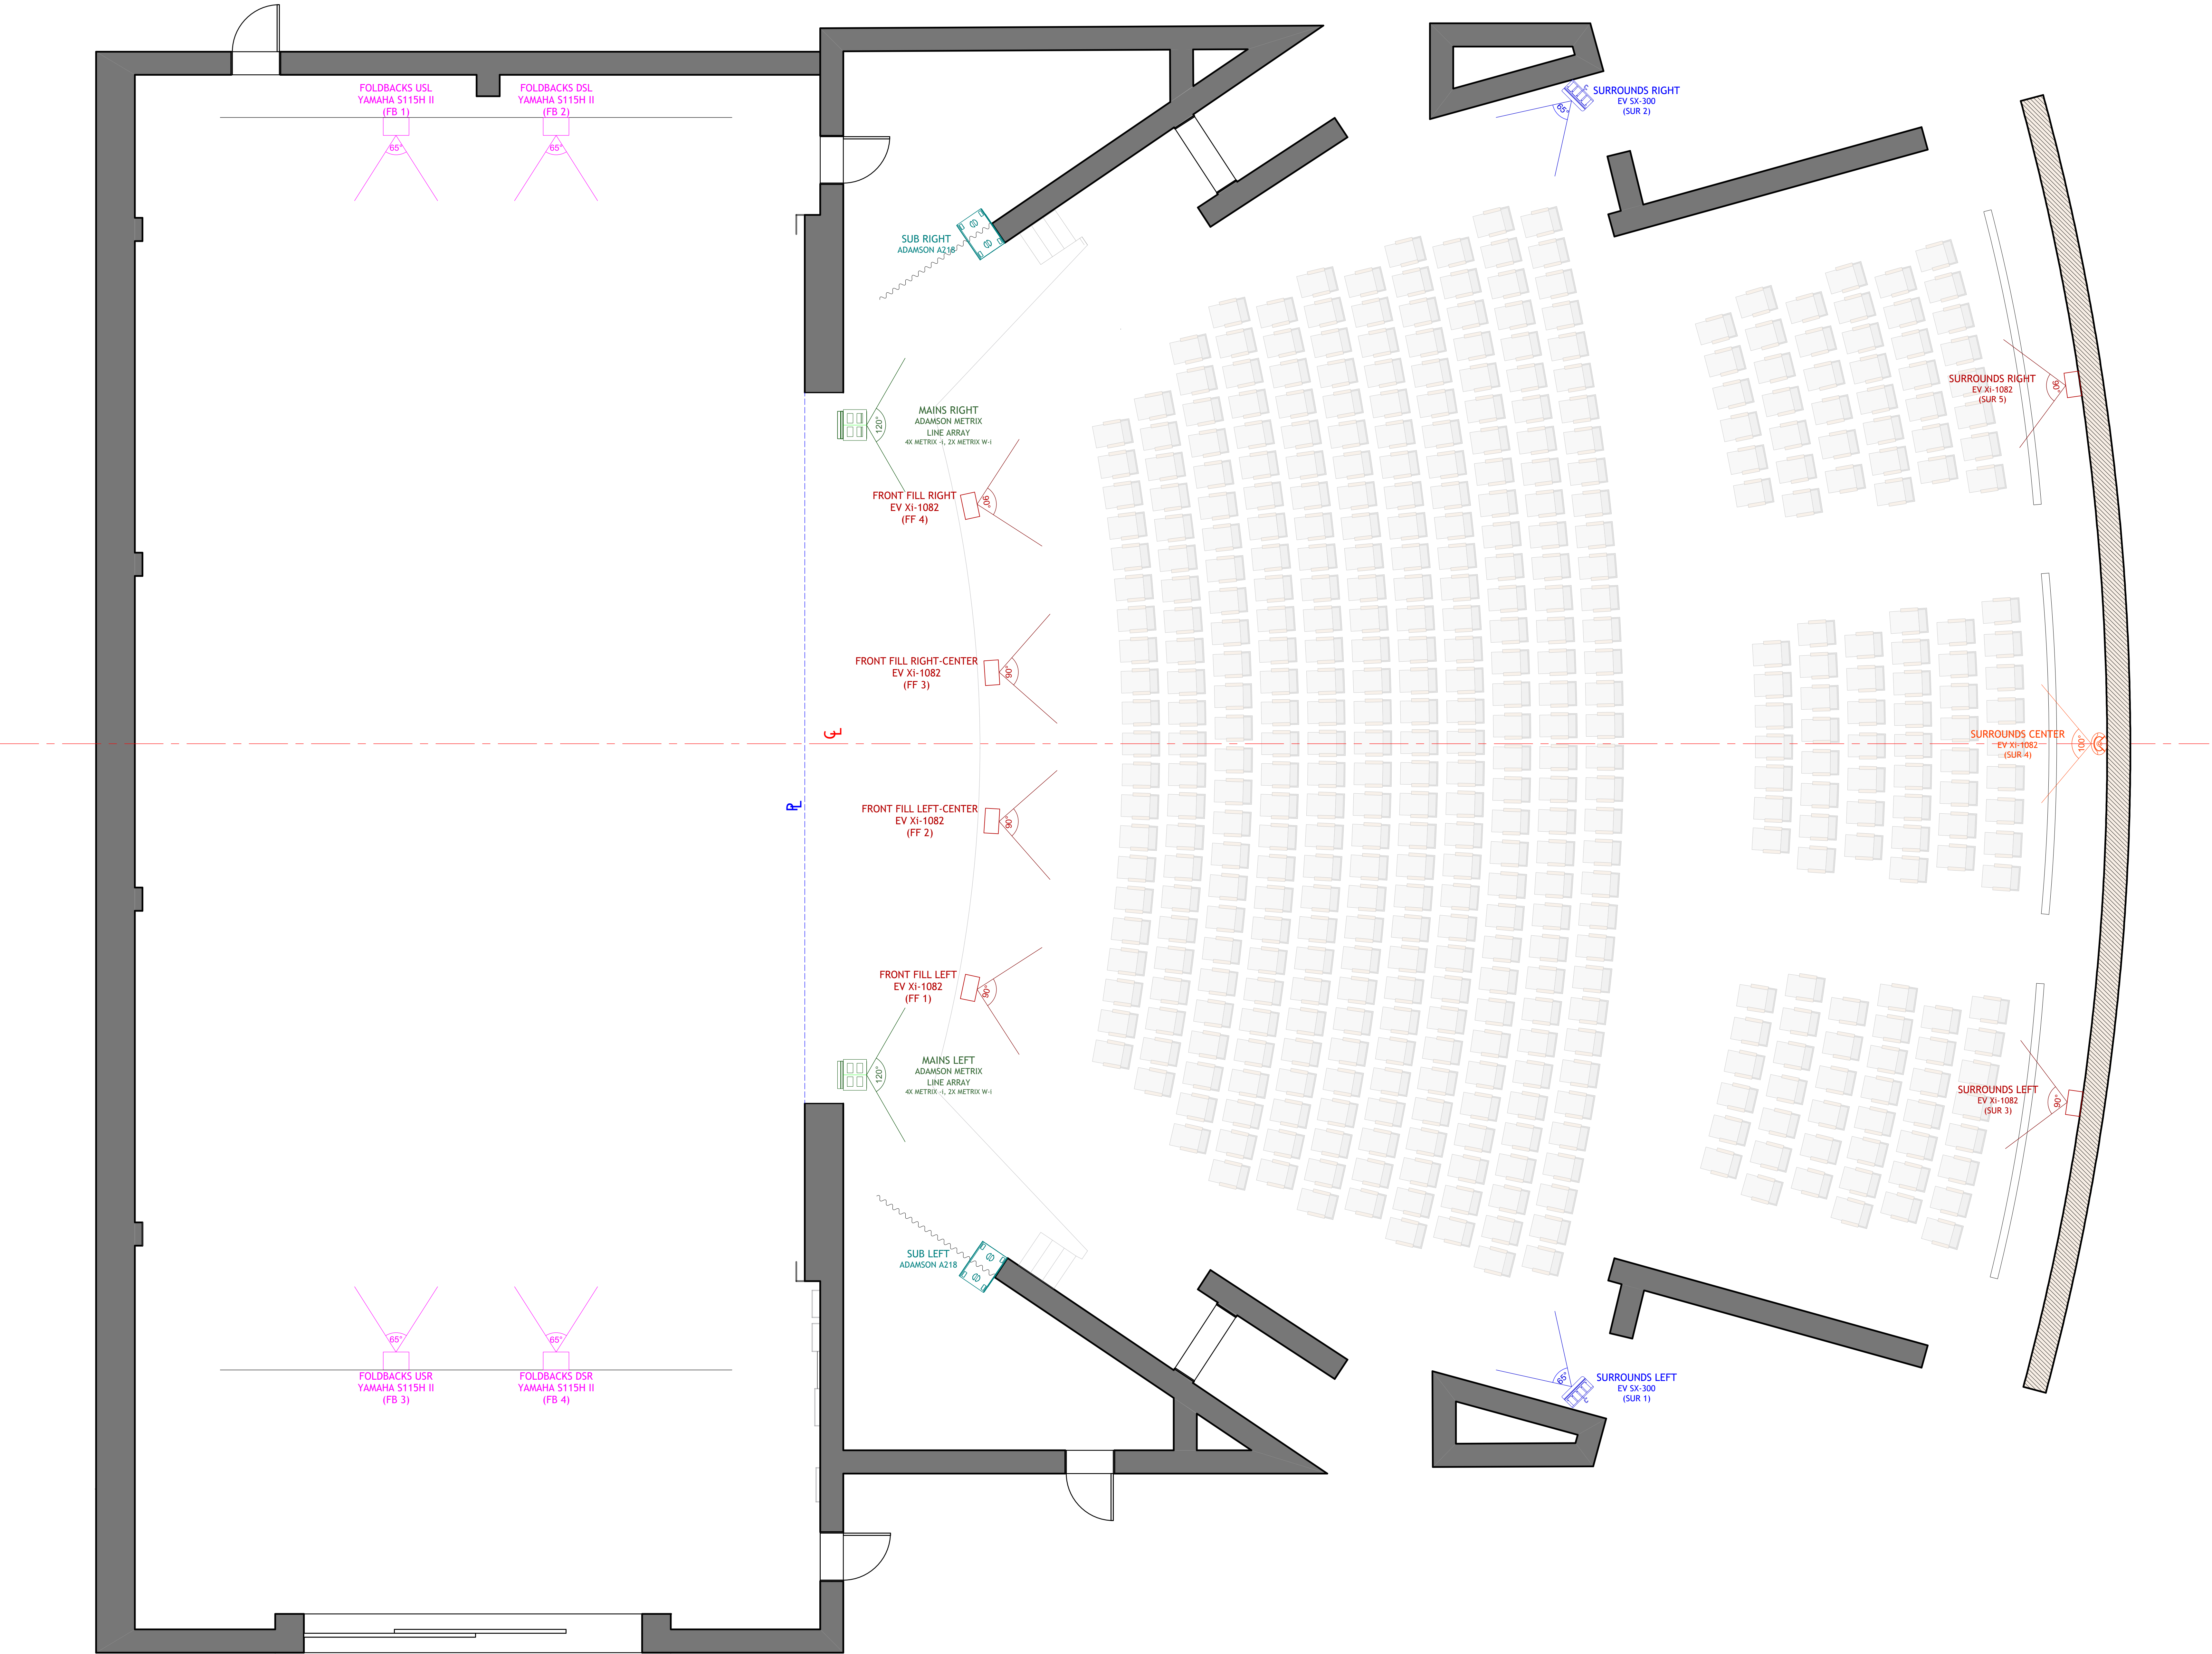 FOLDBACKS USL
YAMAHA S115H II
(FB 1)
65°
FOLDBACKS DSL
YAMAHA S115H II
(FB 2)
65°
SURROUNDS RIGHT
EV SX-300
(SUR 2)
65°
SUB RIGHT
ADAMSON A218
MAINS RIGHT
ADAMSON METRIX
LINE ARRAY
4X METRIX -i, 2X METRIX W-i
120°
SURROUNDS RIGHT
EV Xi-1082
(SUR 5)
90°
FRONT FILL RIGHT
EV Xi-1082
(FF 4)
90°
FRONT FILL RIGHT-CENTER
EV Xi-1082
(FF 3)
90°
CL
SURROUNDS CENTER
EV Xi-1082
(SUR 4)
100°
PL
FRONT FILL LEFT-CENTER
EV Xi-1082
(FF 2)
90°
FRONT FILL LEFT
EV Xi-1082
(FF 1)
90°
MAINS LEFT
ADAMSON METRIX
LINE ARRAY
4X METRIX -i, 2X METRIX W-i
120°
SURROUNDS LEFT
EV Xi-1082
(SUR 3)
90°
SUB LEFT
ADAMSON A218
65°
FOLDBACKS USR
YAMAHA S115H II
(FB 3)
65°
FOLDBACKS DSR
YAMAHA S115H II
(FB 4)
SURROUNDS LEFT
EV SX-300
(SUR 1)
65°